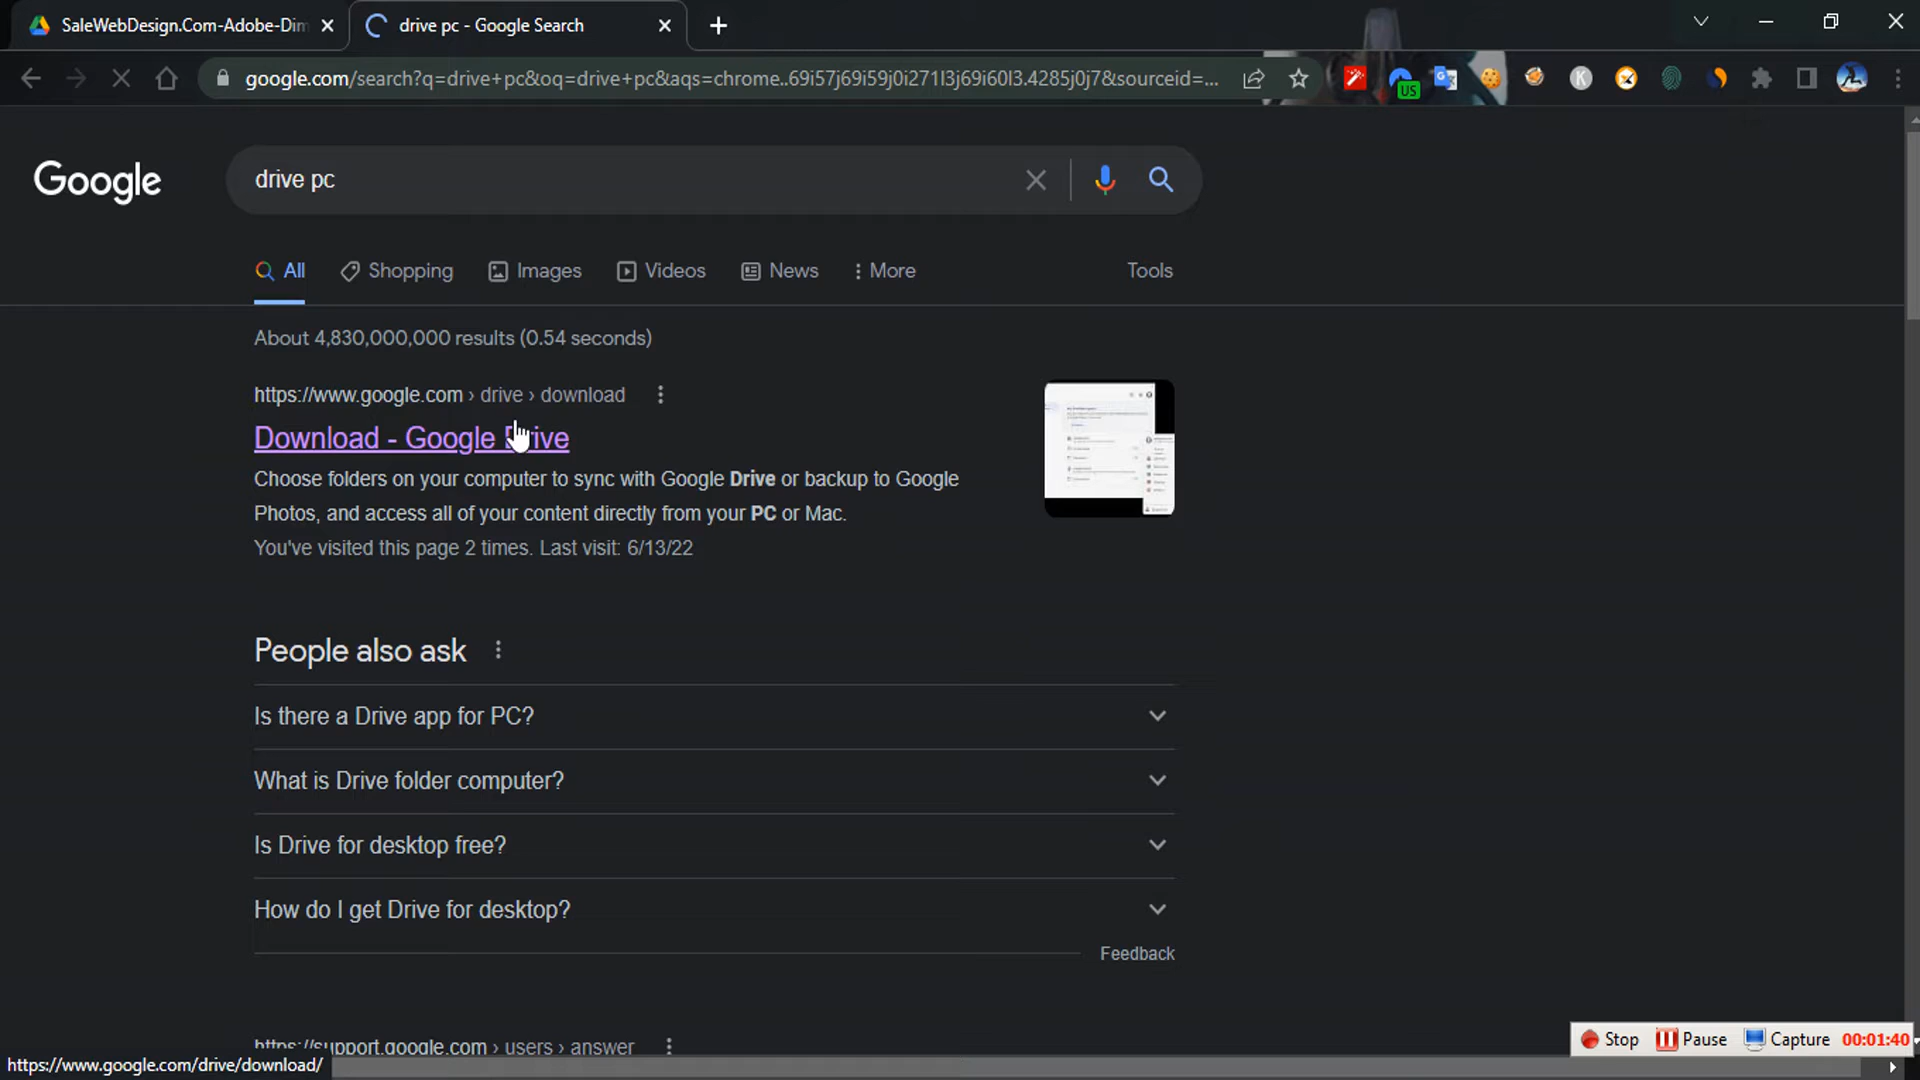 SaleWebDesign.Com-Adobe-Dim
drive pc - Google Search
google.com/search?q=drive+pc&oq=drive+pc&aqs=chrome..69i57j69i59j0i271l3j69i60l3.4285j0j7&sourceid=...
US
Google
drive pc
All
Shopping
Images
Videos
News
More
Tools
About 4,830,000,000 results (0.54 seconds)
https://www.google.com › drive › download
Download - Google Drive
Choose folders on your computer to sync with Google Drive or backup to Google
Photos, and access all of your content directly from your PC or Mac.
You've visited this page 2 times. Last visit: 6/13/22
People also ask
Is there a Drive app for PC?
What is Drive folder computer?
Is Drive for desktop free?
How do I get Drive for desktop?
Feedback
https://support.google.com › users › answer
Stop
Pause
Capture
00:01:40
https://www.google.com/drive/download/